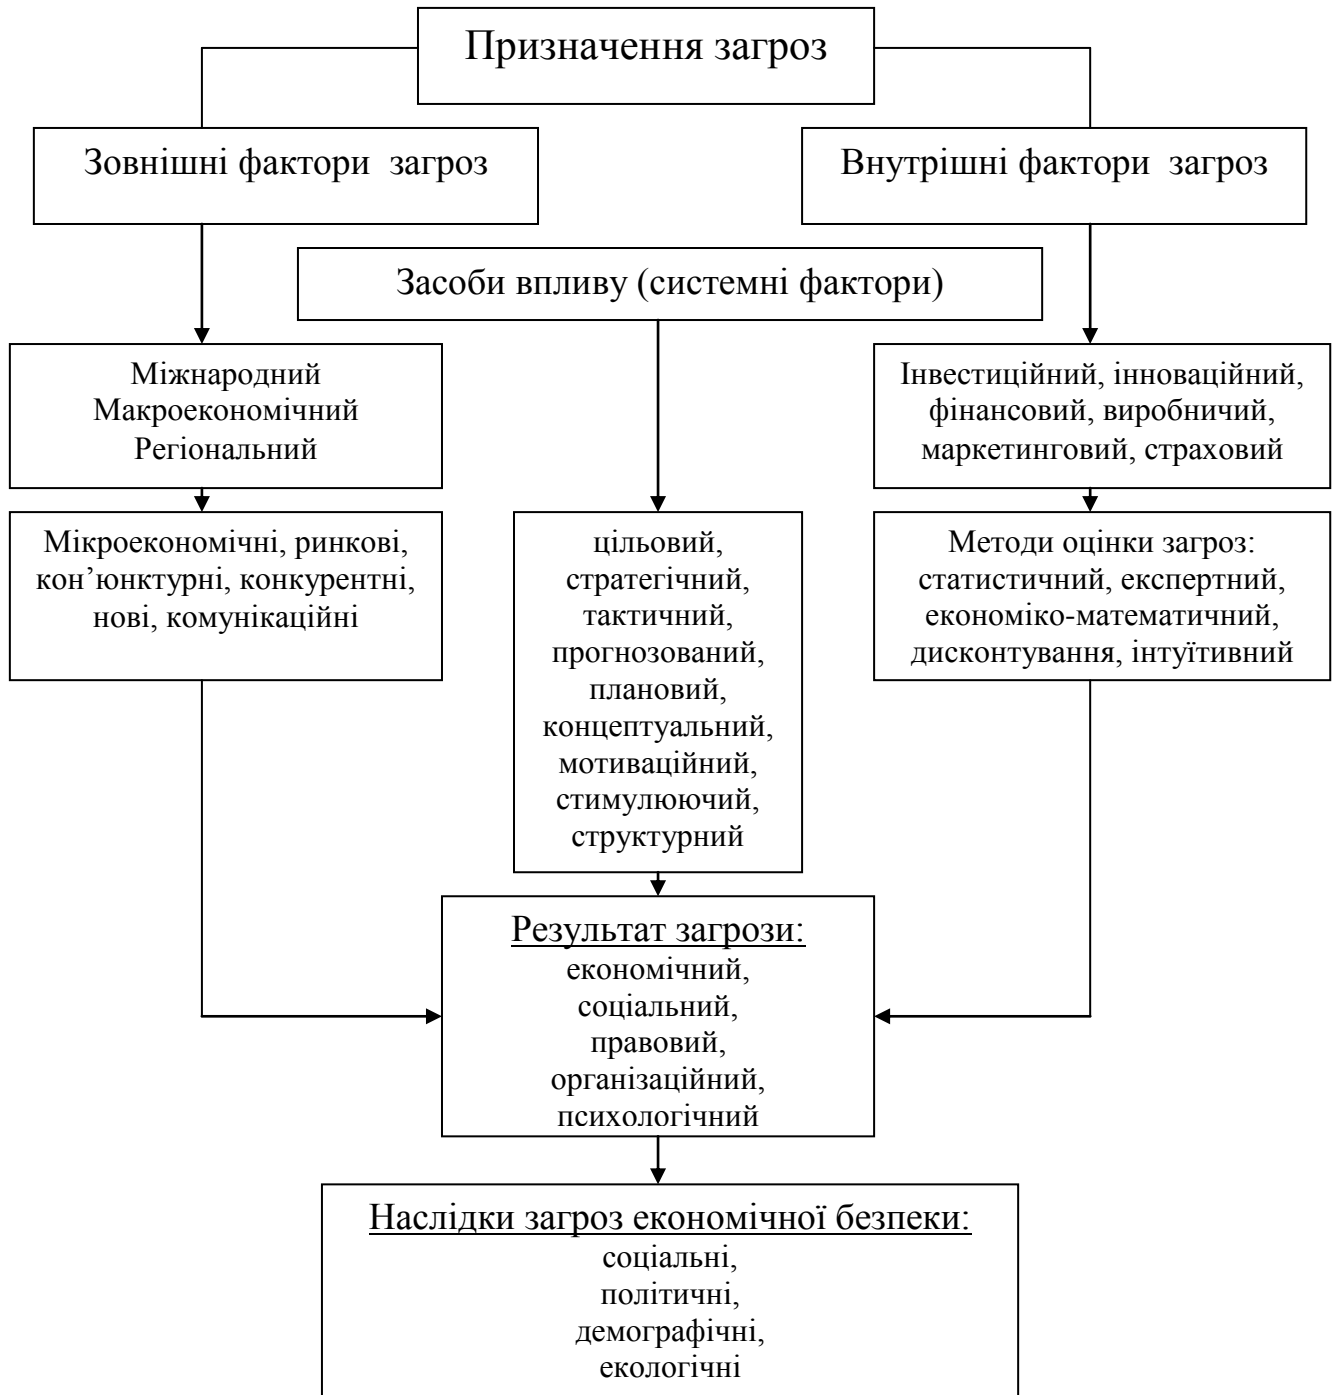 Призначення загроз
Зовнішні фактори загроз
Внутрішні фактори загроз
Засоби впливу (системні фактори)
Міжнародний
Макроекономічний
Регіональний
Інвестиційний, інноваційний,
фінансовий, виробничий,
маркетинговий, страховий
Мікроекономічні, ринкові,
кон’юнктурні, конкурентні,
нові, комунікаційні
цільовий,
стратегічний,
тактичний,
прогнозований,
плановий,
концептуальний,
мотиваційний,
стимулюючий,
структурний
Методи оцінки загроз:
статистичний, експертний,
економіко-математичний,
дисконтування, інтуїтивний
Результат загрози:
економічний,
соціальний,
правовий,
організаційний,
психологічний
Наслідки загроз економічної безпеки:
соціальні,
політичні,
демографічні,
екологічні